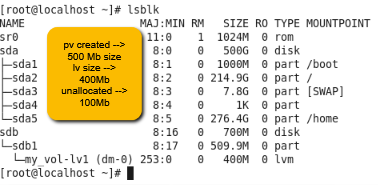 [root@localhost ~]# lsblk
NAME MAJ:MIN RM SIZE RO TYPE MOUNTPOINT
sr0 11:0 1 1024M 0 rom
sda 8:0 0 500G 0 disk
├─sda1 8:1 0 1000M 0 part /boot
├─sda2 8:2 0 214.9G 0 part /
├─sda3 8:3 0 7.8G 0 part [SWAP]
├─sda4 8:4 0 1K 0 part
└─sda5 8:5 0 276.4G 0 part /home
sdb 8:16 0 700M 0 disk
└─sdb1 8:17 0 509.9M 0 part
└─my_vol-lv1 (dm-0) 253:0 0 400M 0 lvm
[root@localhost ~]#
pv created -->
500 Mb size
lv size -->
400Mb
unallocated -->
100Mb